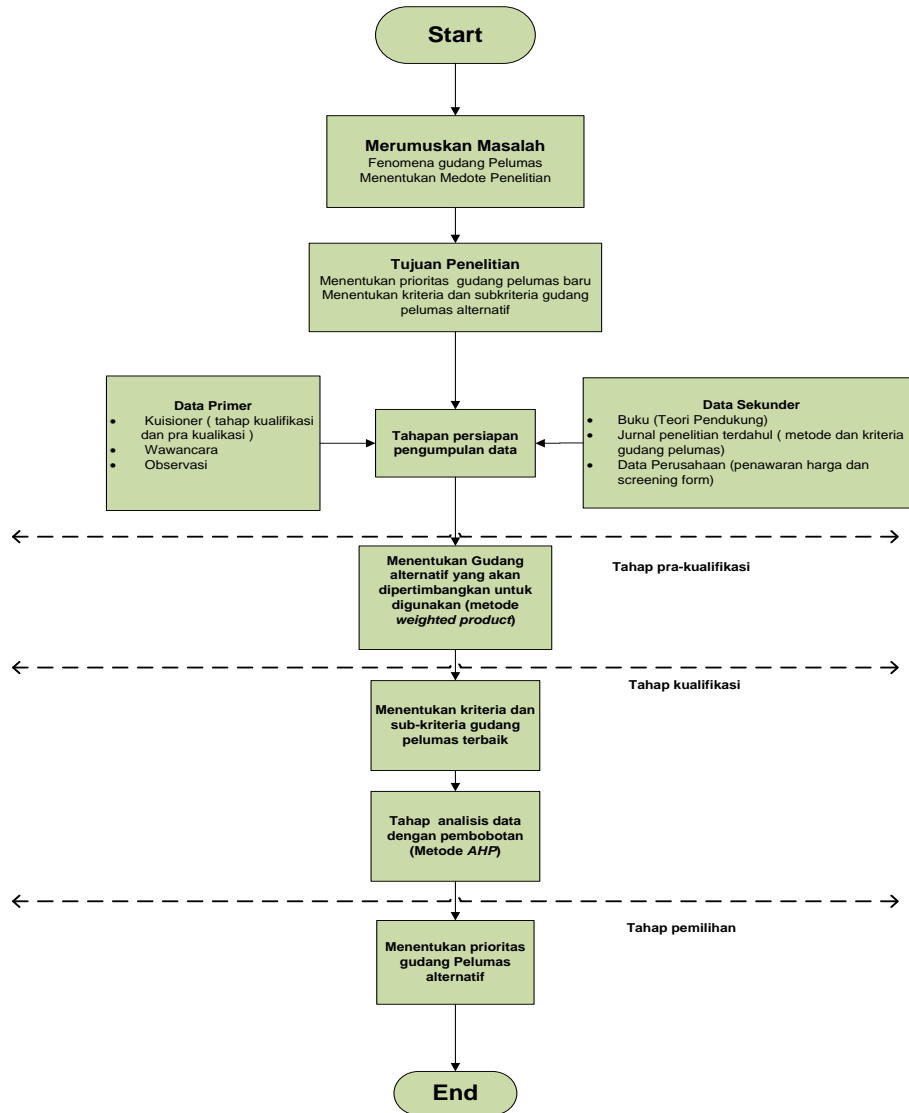 Start
Merumuskan Masalah
Fenomena gudang Pelumas
Menentukan Medote Penelitian
Tujuan Penelitian
Menentukan prioritas gudang pelumas baru
Menentukan kriteria dan subkriteria gudang
pelumas alternatif
Data Primer
• Kuisioner ( tahap kualifikasi
dan pra kualikasi )
• Wawancara
• Observasi
Tahapan persiapan
pengumpulan data
Data Sekunder
• Buku (Teori Pendukung)
• Jurnal penelitian terdahul ( metode dan kriteria
gudang pelumas)
• Data Perusahaan (penawaran harga dan
screening form)
Menentukan Gudang
alternatif yang akan
dipertimbangkan untuk
digunakan (metode
weighted product)
Tahap pra-kualifikasi
Tahap kualifikasi
Menentukan kriteria dan
sub-kriteria gudang
pelumas terbaik
Tahap analisis data
dengan pembobotan
(Metode AHP)
Tahap pemilihan
Menentukan prioritas
gudang Pelumas
alternatif
End